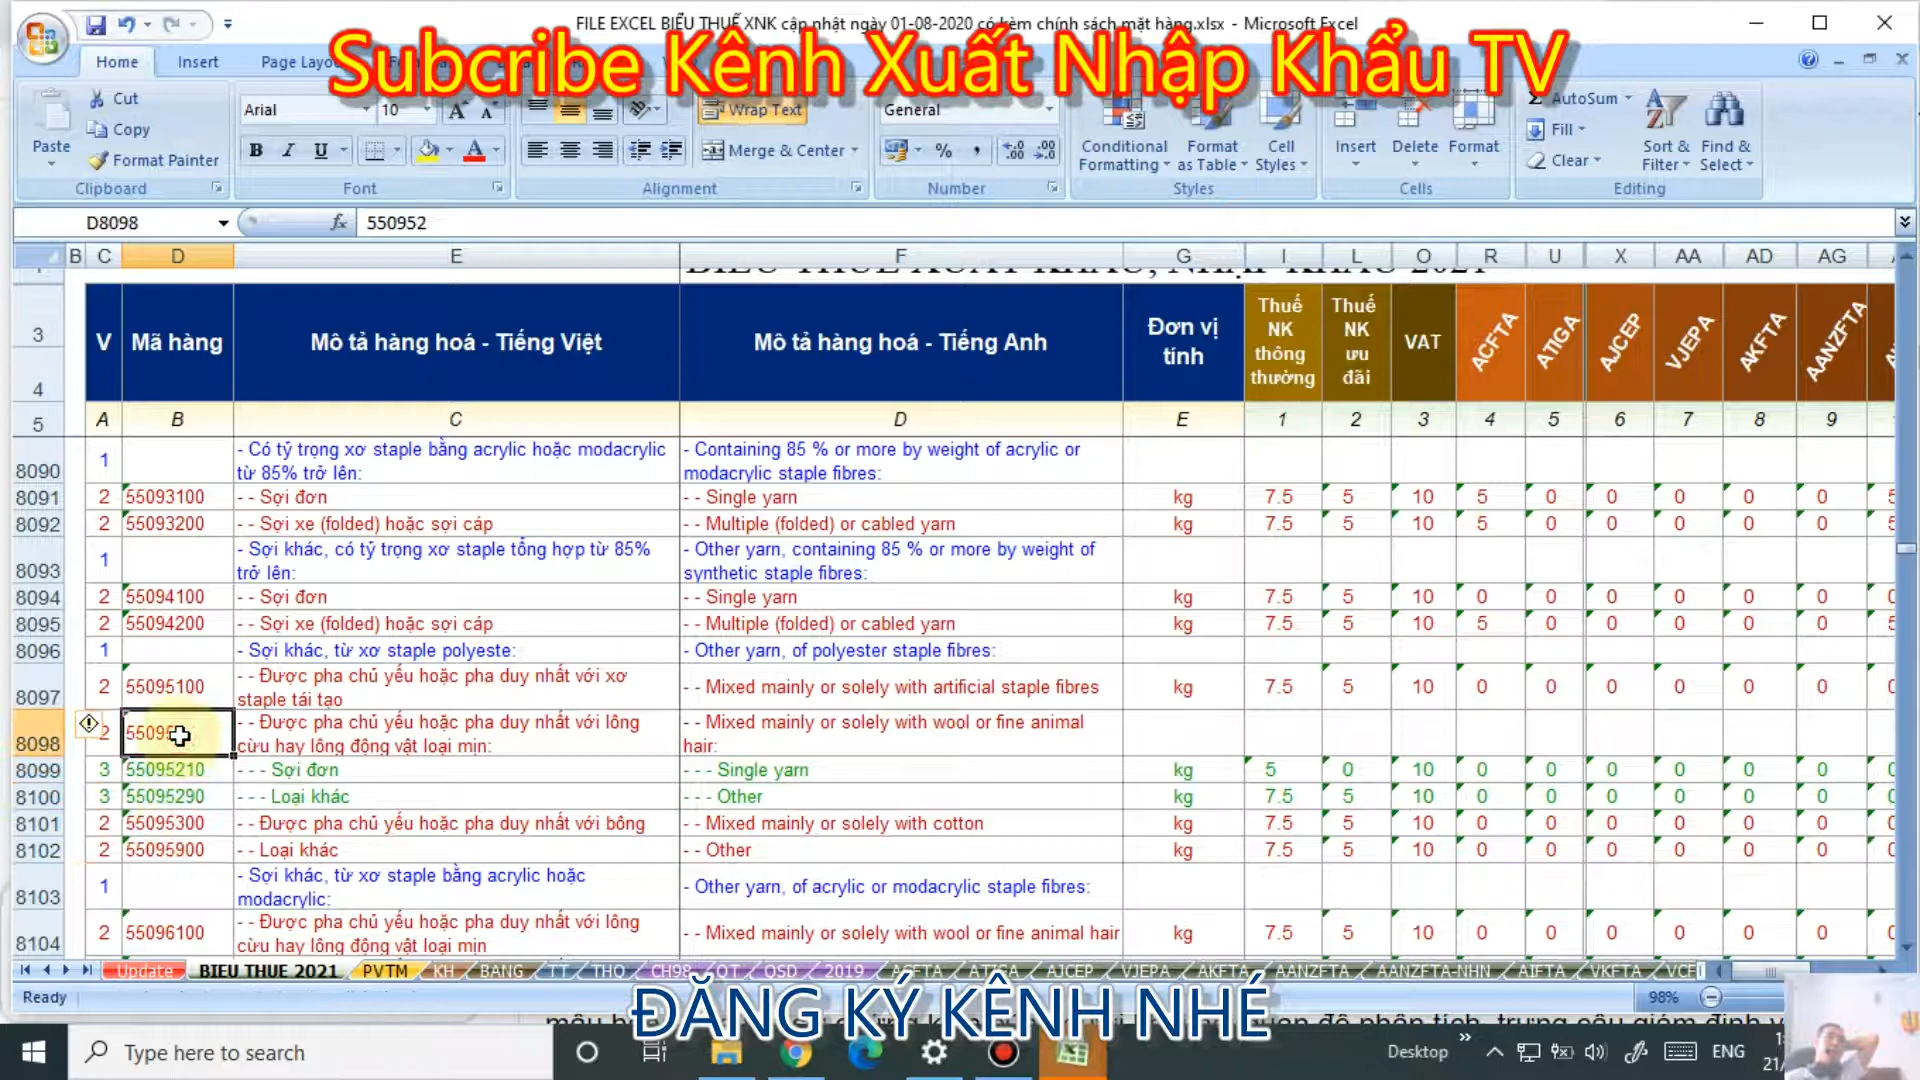 FILE EXCEL BIỂU THUẾ XNK cập nhật ngày 01-08-2020 có kèm chính sách mặt hàng.xlsx - Microsoft Excel
Subcribe Kênh Xuất Nhập Khẩu TV
Home Insert Page Layo
Cut
Copy
Format Painter
Paste
Clipboard
Arial 10
B I U
Font
Wrap Text
Merge & Center
Alignment
General
Number
Conditional Formatting
Format as Table
Cell Styles
Styles
Insert Delete Format
Cells
Σ AutoSum
Fill
Clear
Sort & Filter
Find & Select
Editing
D8098 fx 550952
B C D E F G I L O R U X AA AD AG
3 V Mã hàng Mô tả hàng hoá - Tiếng Việt Mô tả hàng hoá - Tiếng Anh Đơn vị tính Thuế NK thông thường Thuế NK ưu đãi VAT ACFTA ATIGA AJCEP VJEPA AKFTA AANZFTA
4
5 A B C D E 1 2 3 4 5 6 7 8 9
8090 1 - Có tỷ trọng xơ staple bằng acrylic hoặc modacrylic từ 85% trở lên: - Containing 85 % or more by weight of acrylic or modacrylic staple fibres:
8091 2 55093100 - - Sợi đơn - - Single yarn kg 7.5 5 10 5 0 0 0 0 0 5
8092 2 55093200 - - Sợi xe (folded) hoặc sợi cáp - - Multiple (folded) or cabled yarn kg 7.5 5 10 5 0 0 0 0 0 5
8093 1 - Sợi khác, có tỷ trọng xơ staple tổng hợp từ 85% trở lên: - Other yarn, containing 85 % or more by weight of synthetic staple fibres:
8094 2 55094100 - - Sợi đơn - - Single yarn kg 7.5 5 10 0 0 0 0 0 0 0
8095 2 55094200 - - Sợi xe (folded) hoặc sợi cáp - - Multiple (folded) or cabled yarn kg 7.5 5 10 5 0 0 0 0 0 5
8096 1 - Sợi khác, từ xơ staple polyeste: - Other yarn, of polyester staple fibres:
8097 2 55095100 - - Được pha chủ yếu hoặc pha duy nhất với xơ staple tái tạo - - Mixed mainly or solely with artificial staple fibres kg 7.5 5 10 0 0 0 0 0 0 0
8098 2 55095 - - Được pha chủ yếu hoặc pha duy nhất với lông cừu hay lông động vật loại mịn: - - Mixed mainly or solely with wool or fine animal hair:
8099 3 55095210 - - - Sợi đơn - - - Single yarn kg 5 0 10 0 0 0 0 0 0 0
8100 3 55095290 - - - Loại khác - - - Other kg 7.5 5 10 0 0 0 0 0 0 0
8101 2 55095300 - - Được pha chủ yếu hoặc pha duy nhất với bông - - Mixed mainly or solely with cotton kg 7.5 5 10 0 0 0 0 0 0 0
8102 2 55095900 - - Loại khác - - Other kg 7.5 5 10 0 0 0 0 0 0 0
8103 1 - Sợi khác, từ xơ staple bằng acrylic hoặc modacrylic: - Other yarn, of acrylic or modacrylic staple fibres:
8104 2 55096100 - - Được pha chủ yếu hoặc pha duy nhất với lông cừu hay lông động vật loại mịn - - Mixed mainly or solely with wool or fine animal hair kg 7.5 5 10 0 0 0 0 0 0 0
Update BIEU THUE 2021 PVTM KH BANG TT THQ CH98 QT QSD 2019 ACFTA ATIGA AJCEP VJEPA AKFTA AANZFTA AANZFTA-NHN AIFTA VKFTA VCF
Ready 98%
ĐĂNG KÝ KÊNH NHÉ
Type here to search
Desktop ENG